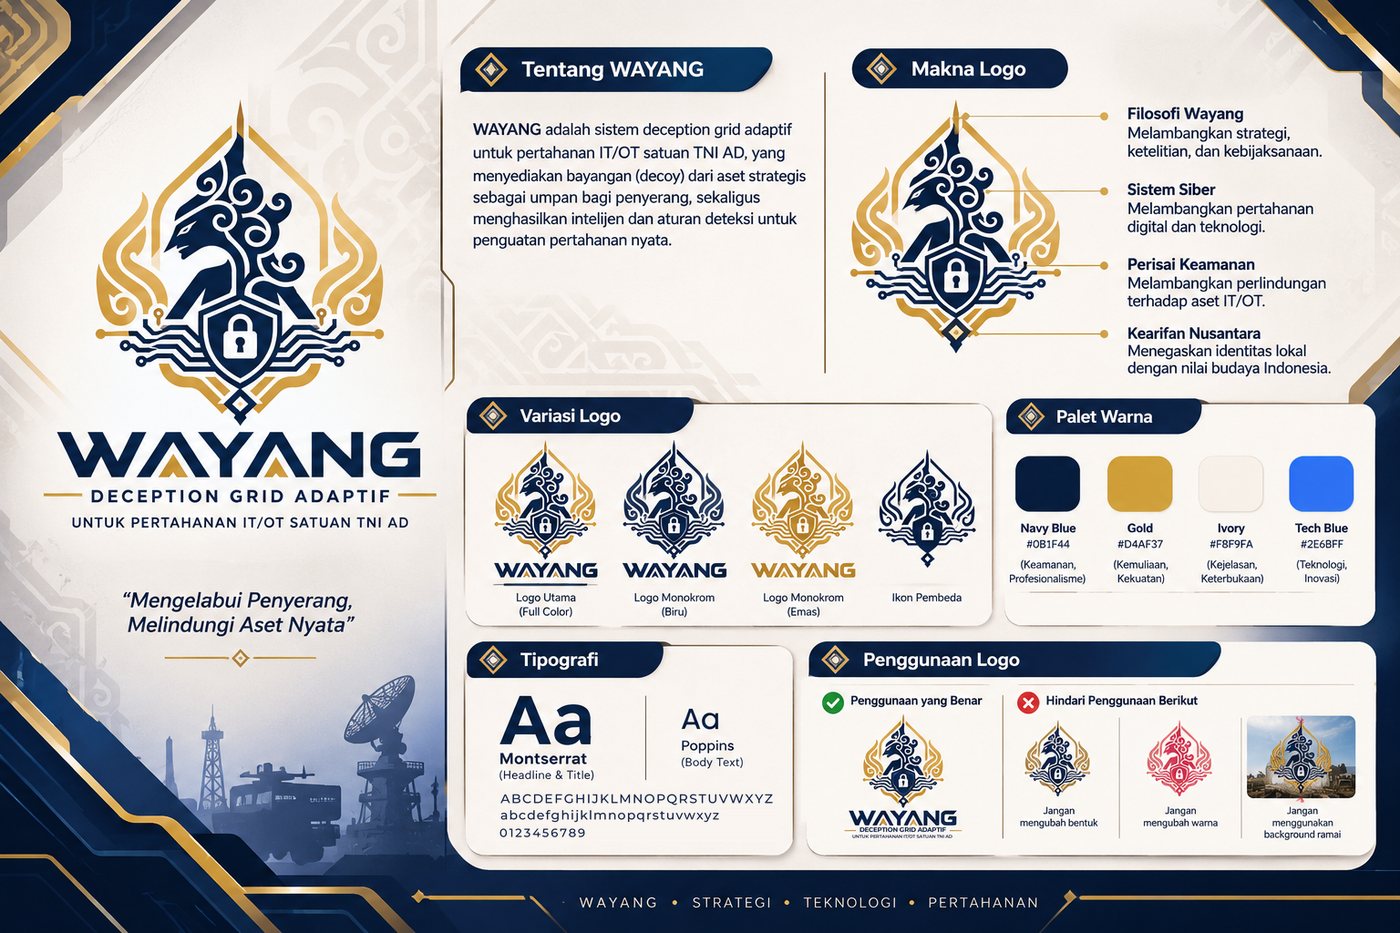 WAYANG
DECEPTION GRID ADAPTIF
UNTUK PERTAHANAN IT/OT SATUAN TNI AD
“Mengelabui Penyerang,
Melindungi Aset Nyata”
Tentang WAYANG
WAYANG adalah sistem deception grid adaptif
untuk pertahanan IT/OT satuan TNI AD, yang
menyediakan bayangan (decoy) dari aset strategis
sebagai umpan bagi penyerang, sekaligus
menghasilkan intelijen dan aturan deteksi untuk
penguatan pertahanan nyata.
Makna Logo
Filosofi Wayang
Melambangkan strategi,
ketelitian, dan kebijaksanaan.
Sistem Siber
Melambangkan pertahanan
digital dan teknologi.
Perisai Keamanan
Melambangkan perlindungan
terhadap aset IT/OT.
Kearifan Nusantara
Menegaskan identitas lokal
dengan nilai budaya Indonesia.
Variasi Logo
WAYANG
Logo Utama
(Full Color)
WAYANG
Logo Monokrom
(Biru)
WAYANG
Logo Monokrom
(Emas)
Ikon Pembeda
Palet Warna
Navy Blue
#0B1F44
(Keamanan,
Profesionalisme)
Gold
#D4AF37
(Kemuliaan,
Kekuatan)
Ivory
#F8F9FA
(Kejelasan,
Keterbukaan)
Tech Blue
#2E6BFF
(Teknologi,
Inovasi)
Tipografi
Aa
Montserrat
(Headline & Title)
Aa
Poppins
(Body Text)
ABCDEFGHIJKLMNOPQRSTUVWXYZ
abcdefghijklmnopqrstuvwxyz
0123456789
Penggunaan Logo
Penggunaan yang Benar
WAYANG
DECEPTION GRID ADAPTIF
UNTUK PERTAHANAN IT/OT SATUAN TNI AD
Hindari Penggunaan Berikut
Jangan
mengubah bentuk
Jangan
mengubah warna
Jangan
menggunakan
background ramai
WAYANG • STRATEGI • TEKNOLOGI • PERTAHANAN